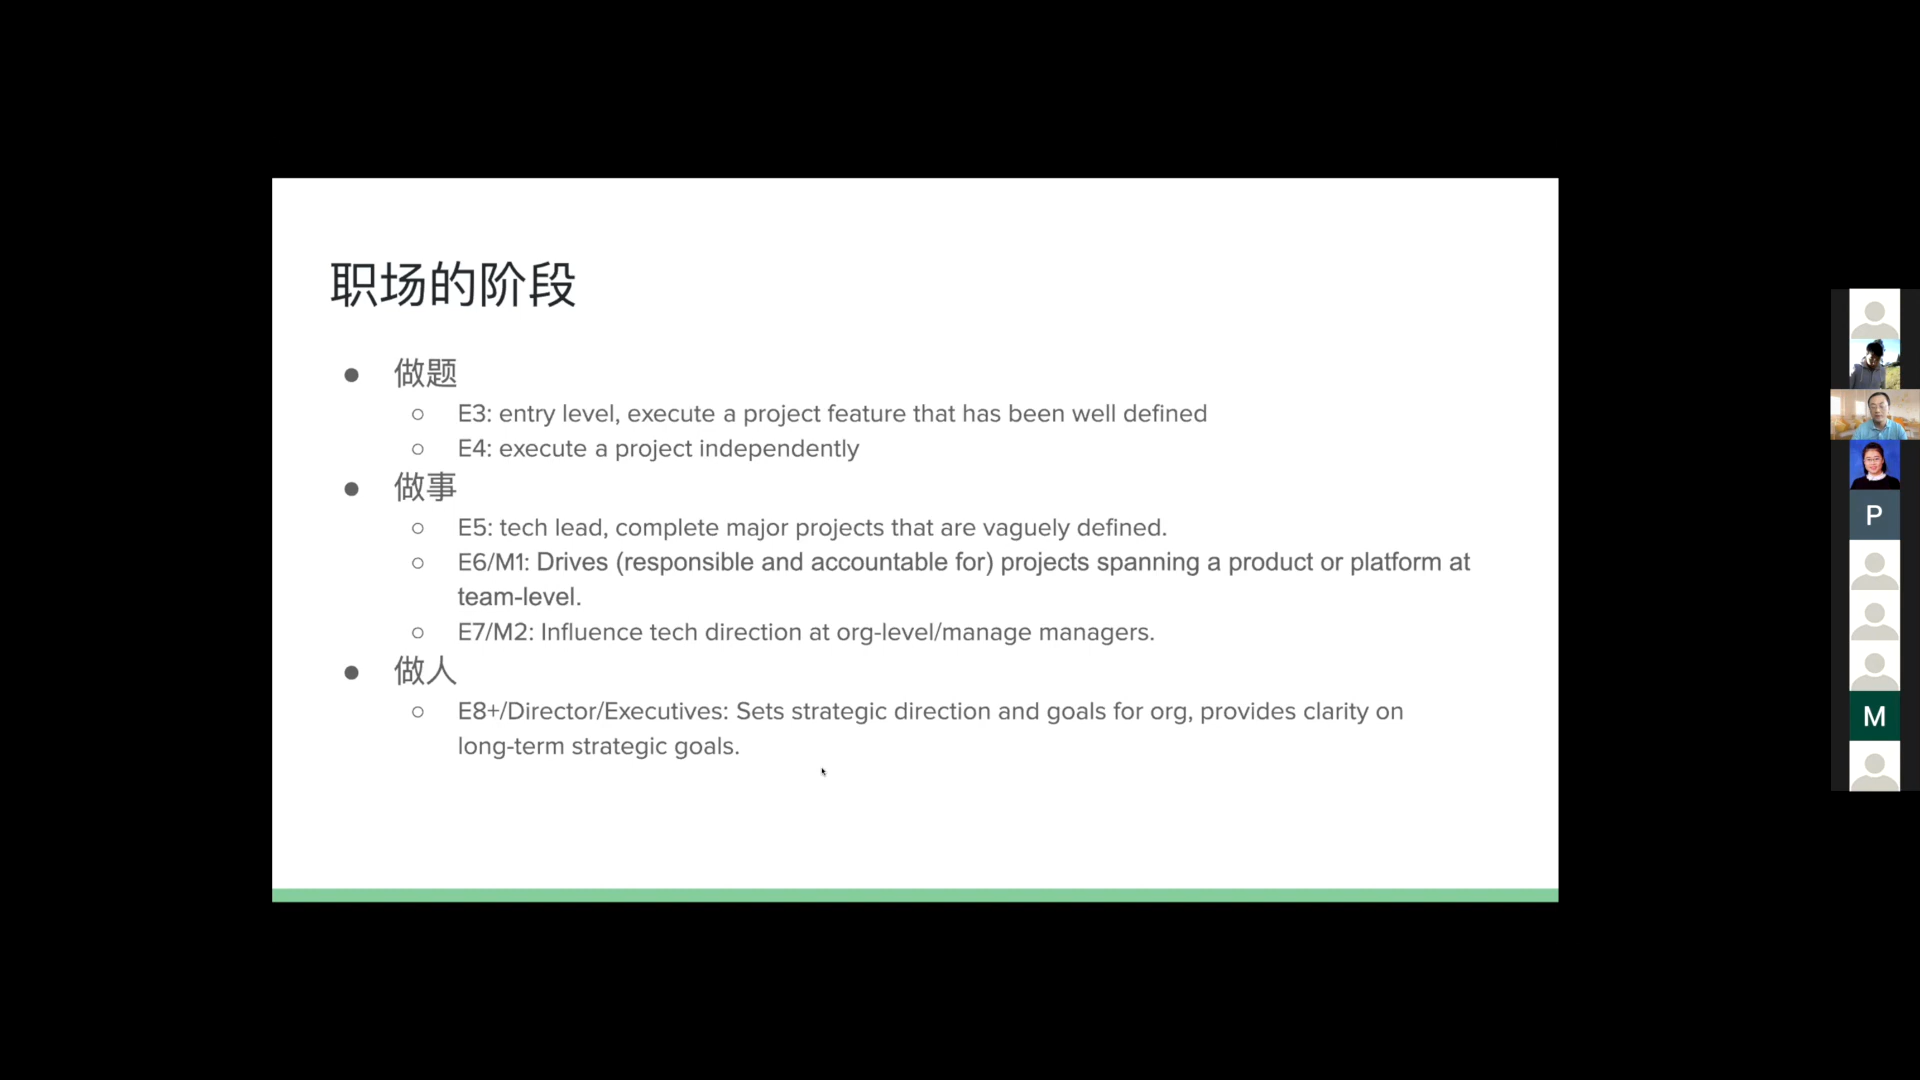 职场的阶段
● 做题
○ E3: entry level, execute a project feature that has been well defined
○ E4: execute a project independently
● 做事
○ E5: tech lead, complete major projects that are vaguely defined.
○ E6/M1: Drives (responsible and accountable for) projects spanning a product or platform at
team-level.
○ E7/M2: Influence tech direction at org-level/manage managers.
● 做人
○ E8+/Director/Executives: Sets strategic direction and goals for org, provides clarity on
long-term strategic goals.
P
M